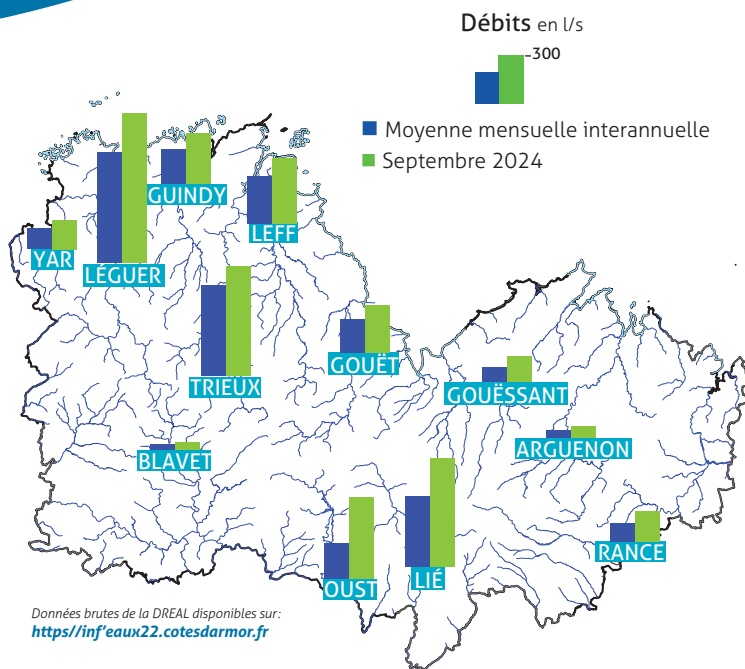 Débits en l/s
300
Moyenne mensuelle interannuelle
Septembre 2024
GUINDY
LEFF
YAR
LÉGUER
TRIEUX
GOUËT
GOUËSSANT
ARGUENON
BLAVET
RANCE
OUST
LIÉ
Données brutes de la DREAL disponibles sur:
https//inf'eaux22.cotesdarmor.fr